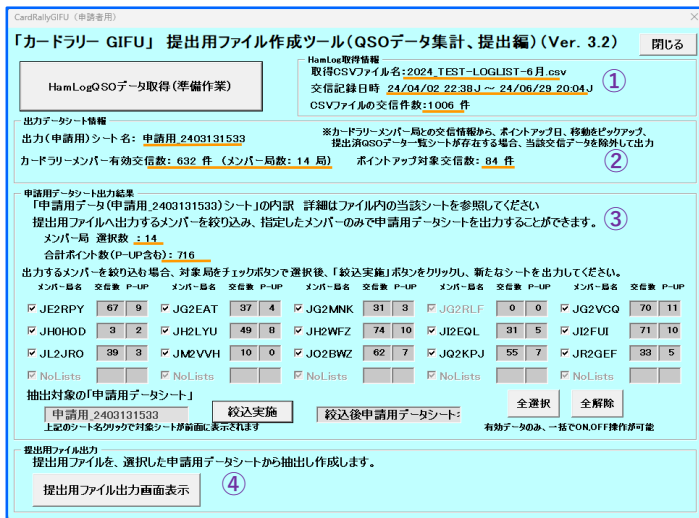 CardRallyGIFU（申請者用）
「カードラリー GIFU」 提出用ファイル作成ツール(QSOデータ集計、提出編)(Ver. 3.2)
閉じる
HamLogQSOデータ取得(準備作業)
HamLog取得情報
取得CSVファイル名:2024_TEST-LOGLIST-6月.csv
①
交信記録日時 24/04/02 22:38J ～ 24/06/29 20:04J
CSVファイルの交信件数:1006 件
出力データシート情報
出力(申請用)シート名: 申請用_2403131533
※カードラリーメンバー局との交信情報から、ポイントアップ日、移動をピックアップ、
提出済QSOデータ一覧シートが存在する場合、当該交信データを除外して出力
カードラリーメンバー有効交信数: 632 件 (メンバー局数: 14 局)
ポイントアップ対象交信数: 84 件
②
申請用データシート出力結果
「申請用データ(申請用_2403131533)シート」の内訳 詳細はファイル内の当該シートを参照してください
③
提出用ファイルへ出力するメンバーを絞り込み、指定したメンバーのみで申請用データシートを出力することができます。
メンバー局 選択数 :14
合計ポイント数(P-UP含む): 716
出力するメンバーを絞り込む場合、対象局をチェックボタンで選択後、「絞込実施」ボタンをクリックし、新たなシートを出力してください。
メンバー局名 交信数 P-UP メンバー局名 交信数 P-UP メンバー局名 交信数 P-UP メンバー局名 交信数 P-UP メンバー局名 交信数 P-UP
JE2RPY 67 9 JG2EAT 37 4 JG2MNK 31 3 JG2RLF 0 0 JG2VCQ 70 11
JH0HOD 3 2 JH2LYU 49 8 JH2WFZ 74 10 JI2EQL 31 5 JI2FUI 71 10
JL2JRO 39 3 JM2VVH 10 0 JO2BWZ 62 7 JQ2KPJ 55 7 JR2GEF 33 5
NoLists NoLists NoLists NoLists NoLists
抽出対象の「申請用データシート」
申請用_2403131533
絞込実施
絞込後申請用データシート
全選択
全解除
上記のシート名クリックで対象シートが前面に表示されます
有効データのみ、一括でON,OFF操作が可能
提出用ファイル出力
提出用ファイルを、選択した申請用データシートから抽出し作成します。
提出用ファイル出力画面表示
④